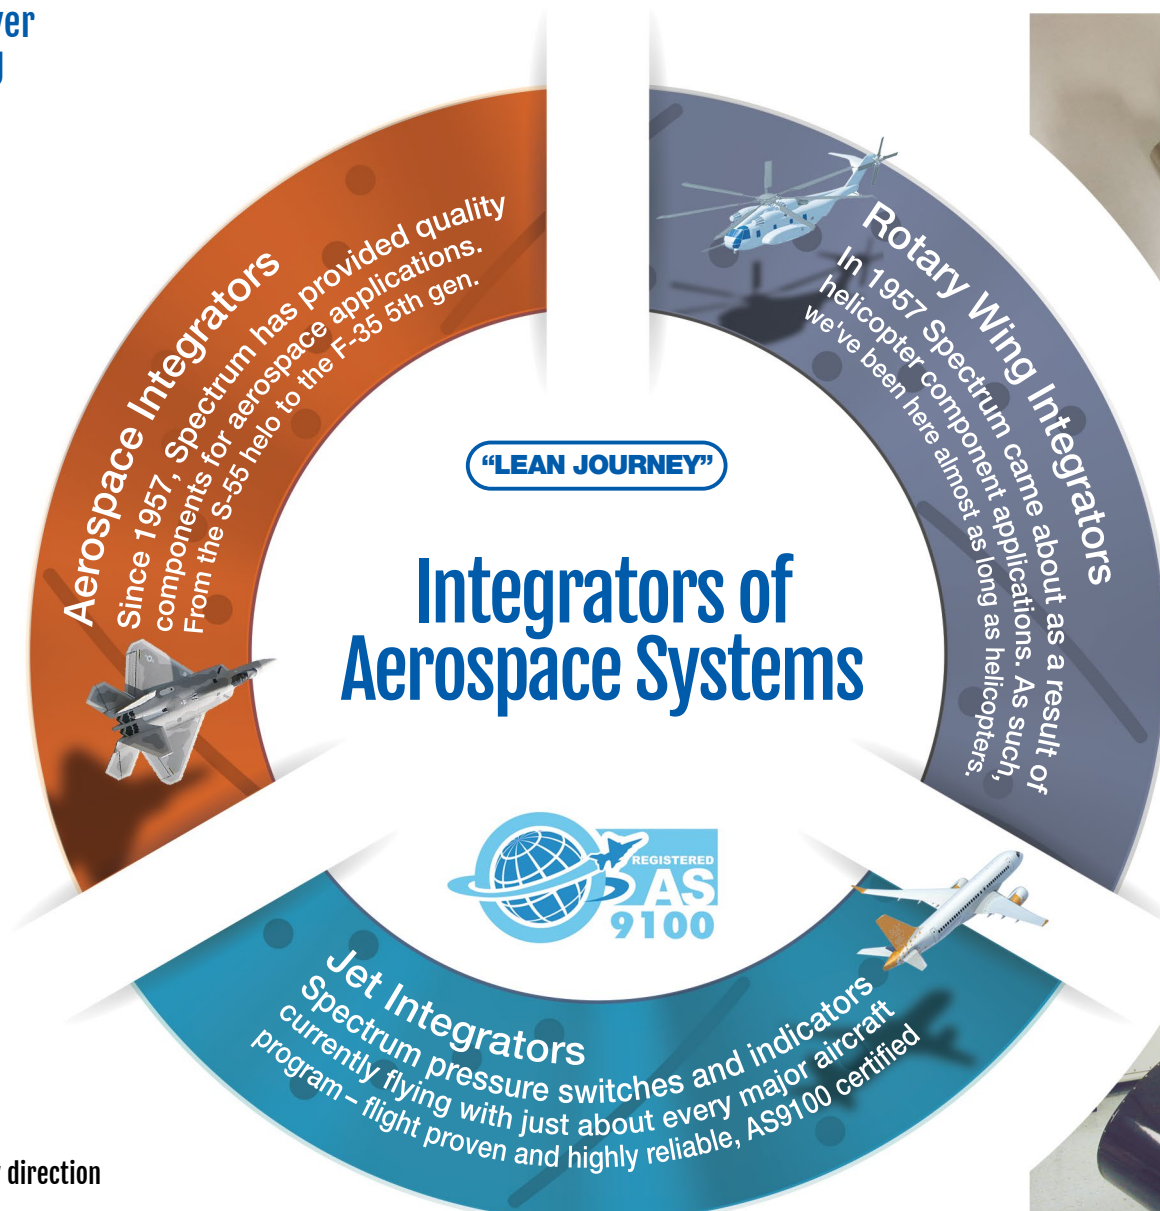 Aerospace Integrators
Since 1957, Spectrum has provided quality
components for aerospace applications.
From the S-55 helo to the F-35 5th gen.
Rotary Wing Integrators
In 1957 Spectrum came about as a result of
helicopter component applications. As such,
we've been here almost as long as helicopters.
“LEAN JOURNEY”
Integrators of
Aerospace Systems
REGISTERED
AS
9100
Jet Integrators
Spectrum pressure switches and indicators
currently flying with just about every major aircraft
program – flight proven and highly reliable, AS9100 certified
direction